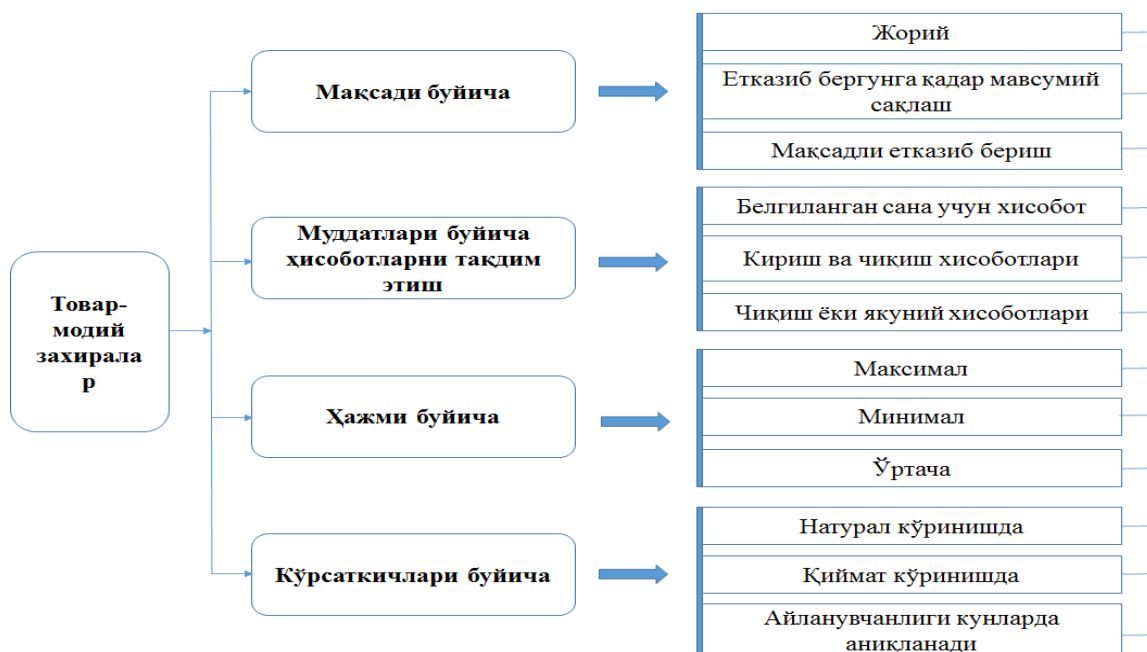 Товар-
модий
захирала
р
Мақсади буйича
Жорий
Етказиб бергунга қадар мавсумий
сақлаш
Мақсадли етказиб бериш
Муддатлари буйича
ҳисоботларни тақдим
этиш
Белгиланган сана учун хисобот
Кириш ва чиқиш хисоботлари
Чиқиш ёки якуний хисоботлари
Ҳажми буйича
Максимал
Минимал
Ўртача
Кўрсаткичлари буйича
Натурал кўринишда
Қиймат кўринишда
Айланувчанлиги кунларда
аниқланади